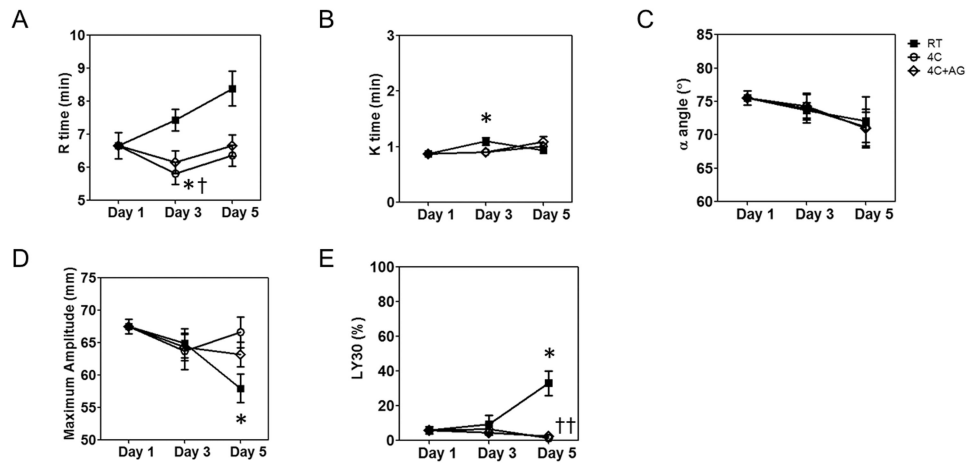 A
R time (min)
9
8
7
6
5
* †
Day 1 Day 3 Day 5
B
K time (min)
3
2
1
0
*
Day 1 Day 3 Day 5
C
α angle (°)
85
80
75
70
65
60
Day 1 Day 3 Day 5
RT
4C
4C+AG
D
Maximum Amplitude (mm)
75
70
65
60
55
50
*
Day 1 Day 3 Day 5
E
LY30 (%)
100
80
60
40
20
0
*
††
Day 1 Day 3 Day 5